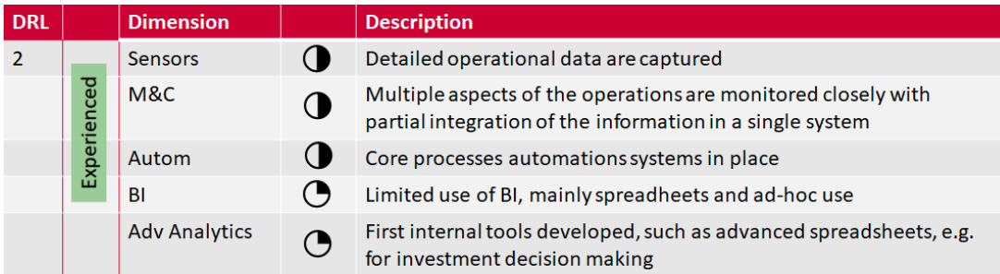 DRL Dimension Description
2 Sensors Detailed operational data are captured
Experienced
M&C Multiple aspects of the operations are monitored closely with
partial integration of the information in a single system
Autom Core processes automations systems in place
BI Limited use of BI, mainly spreadheets and ad-hoc use
Adv Analytics First internal tools developed, such as advanced spreadsheets, e.g.
for investment decision making